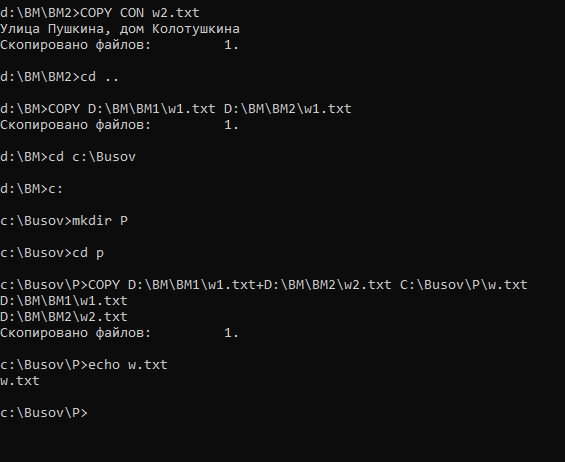 d:\BM\BM2>COPY CON w2.txt
Улица Пушкина, дом Колотушкина
Скопировано файлов:         1.
d:\BM\BM2>cd ..
d:\BM>COPY D:\BM\BM1\w1.txt D:\BM\BM2\w1.txt
Скопировано файлов:         1.
d:\BM>cd c:\Busov
d:\BM>c:
c:\Busov>mkdir P
c:\Busov>cd p
c:\Busov\P>COPY D:\BM\BM1\w1.txt+D:\BM\BM2\w2.txt C:\Busov\P\w.txt
D:\BM\BM1\w1.txt
D:\BM\BM2\w2.txt
Скопировано файлов:         1.
c:\Busov\P>echo w.txt
w.txt
c:\Busov\P>